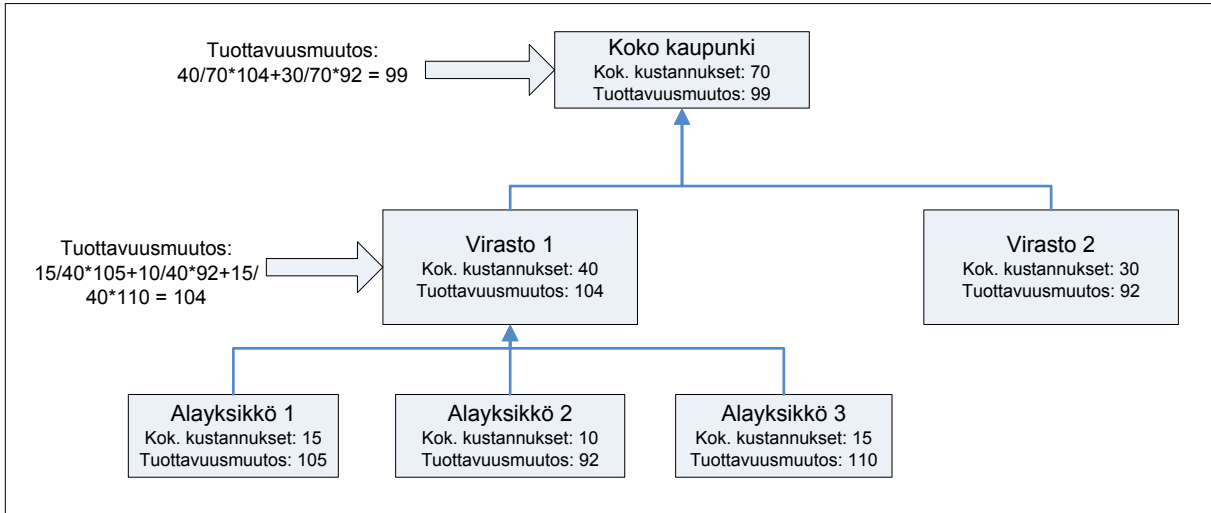 Tuottavuusmuutos:
40/70*104+30/70*92 = 99
Koko kaupunki
Kok. kustannukset: 70
Tuottavuusmuutos: 99
Tuottavuusmuutos:
15/40*105+10/40*92+15/
40*110 = 104
Virasto 1
Kok. kustannukset: 40
Tuottavuusmuutos: 104
Virasto 2
Kok. kustannukset: 30
Tuottavuusmuutos: 92
Alayksikkö 1
Kok. kustannukset: 15
Tuottavuusmuutos: 105
Alayksikkö 2
Kok. kustannukset: 10
Tuottavuusmuutos: 92
Alayksikkö 3
Kok. kustannukset: 15
Tuottavuusmuutos: 110